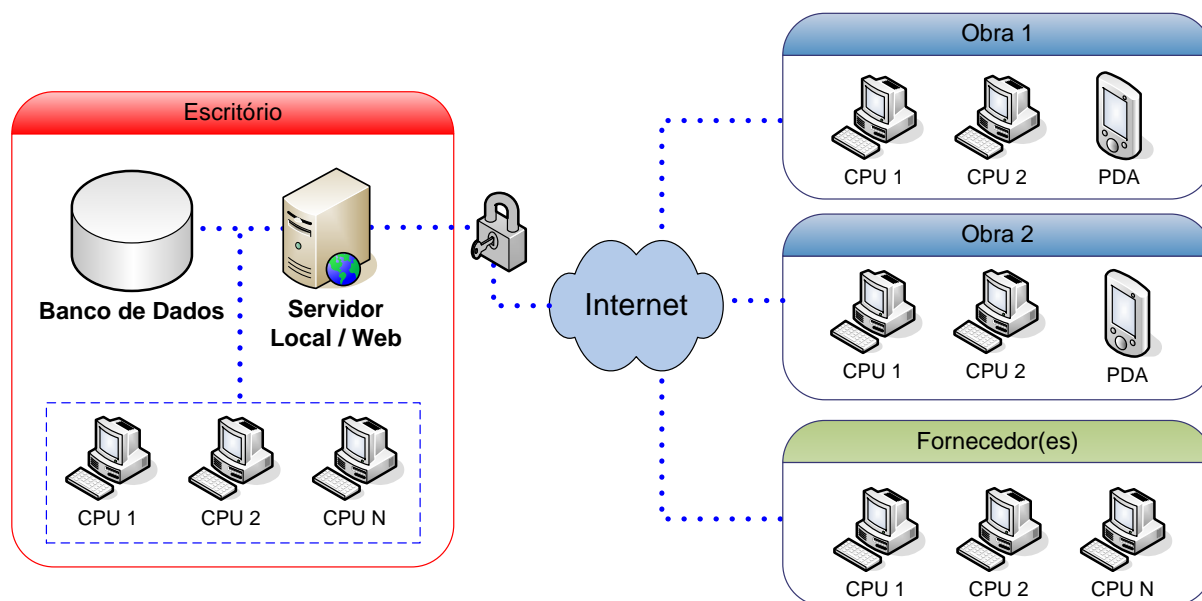 Escritório
Banco de Dados
Servidor
Local / Web
CPU 1
CPU 2
CPU N
Internet
Obra 1
CPU 1
CPU 2
PDA
Obra 2
CPU 1
CPU 2
PDA
Fornecedor(es)
CPU 1
CPU 2
CPU N